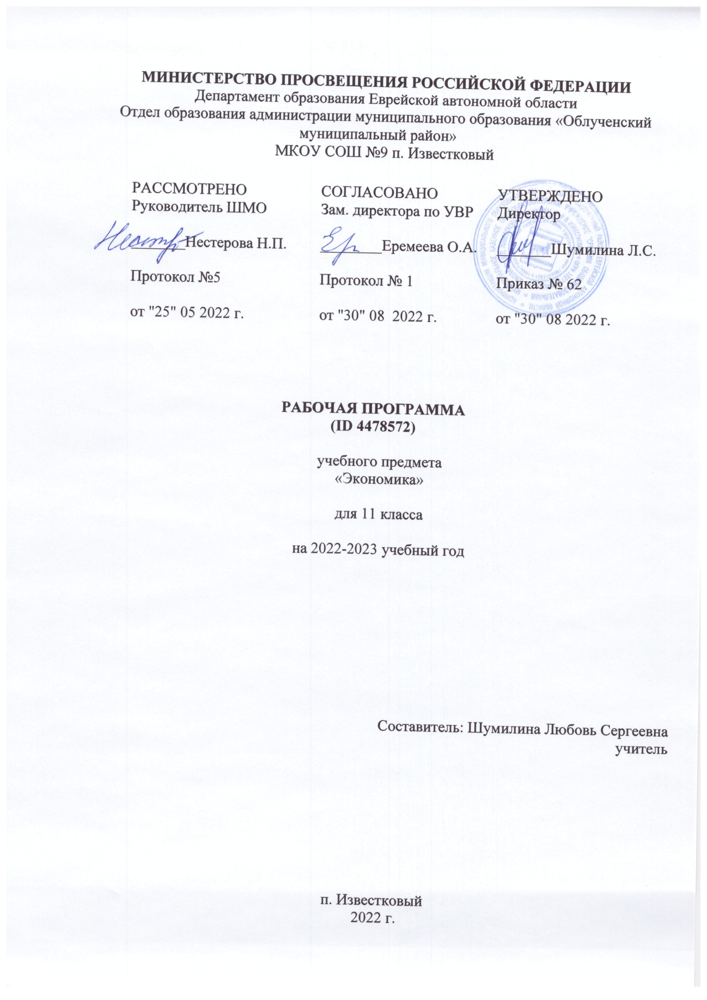 МИНИСТЕРСТВО ПРОСВЕЩЕНИЯ РОССИЙСКОЙ ФЕДЕРАЦИИ
Департамент образования Еврейской автономной области
Отдел образования администрации муниципального образования «Облученский
муниципальный район»
МКОУ СОШ №9 п. Известковый
РАССМОТРЕНО
Руководитель ШМО
Нестерова Н.П.
Протокол №5
от "25" 05 2022 г.
СОГЛАСОВАНО
Зам. директора по УВР
Еремеева О.А.
Протокол № 1
от "30" 08 2022 г.
УТВЕРЖДЕНО
Директор
Шумилина Л.С.
Приказ № 62
от "30" 08 2022 г.
РАБОЧАЯ ПРОГРАММА
(ID 4478572)
учебного предмета
«Экономика»
для 11 класса
на 2022-2023 учебный год
Составитель: Шумилина Любовь Сергеевна
учитель
п. Известковый
2022 г.